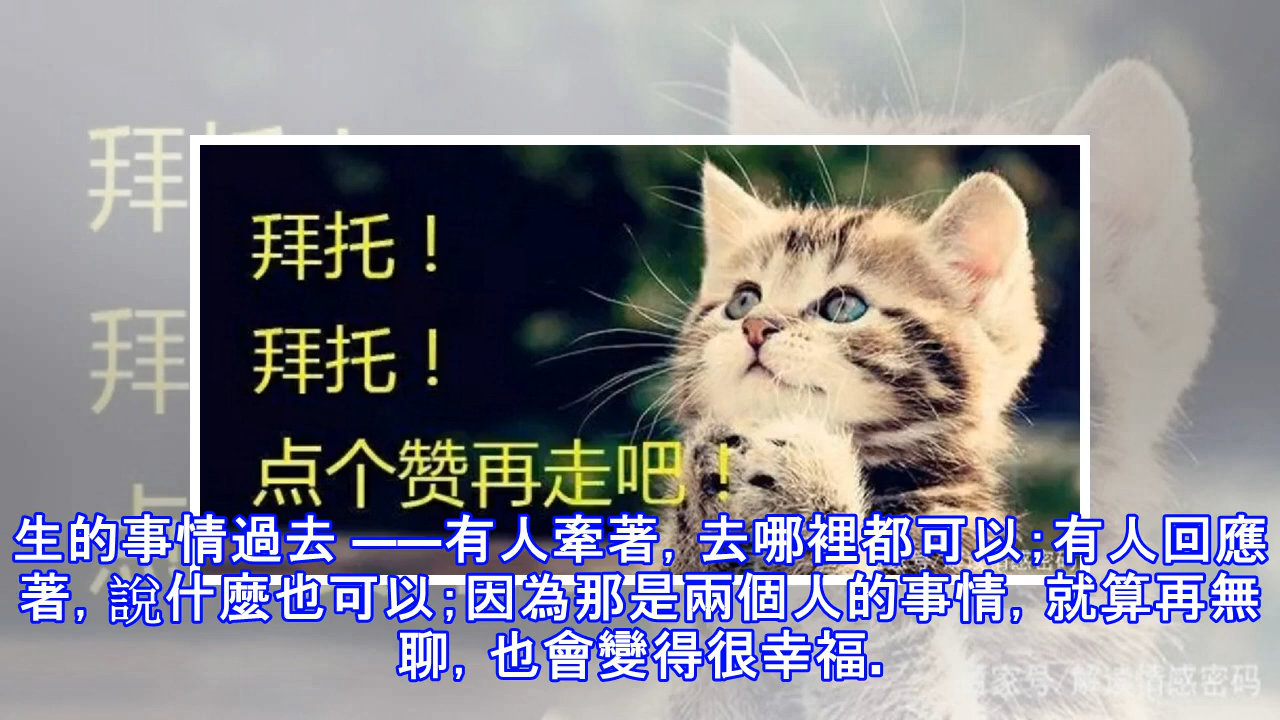 拜托！
拜托！
点个赞再走吧！
生的事情過去 ——有人牽著, 去哪裡都可以;有人回應
著, 說什麼也可以;因為那是兩個人的事情, 就算再無
聊, 也會變得很幸福.
百家号/解读情感密码